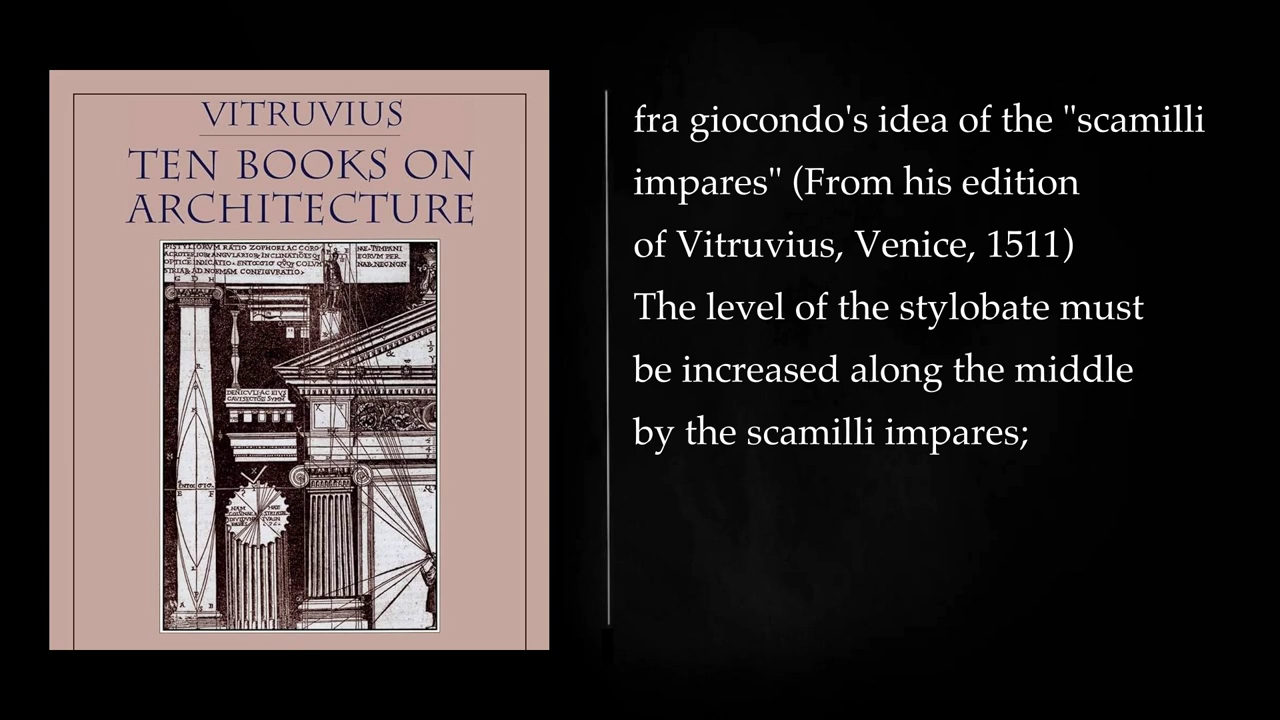 VITRUVIUS
TEN BOOKS ON
ARCHITECTURE
fra giocondo's idea of the "scamilli
impares" (From his edition
of Vitruvius, Venice, 1511)
The level of the stylobate must
be increased along the middle
by the scamilli impares;